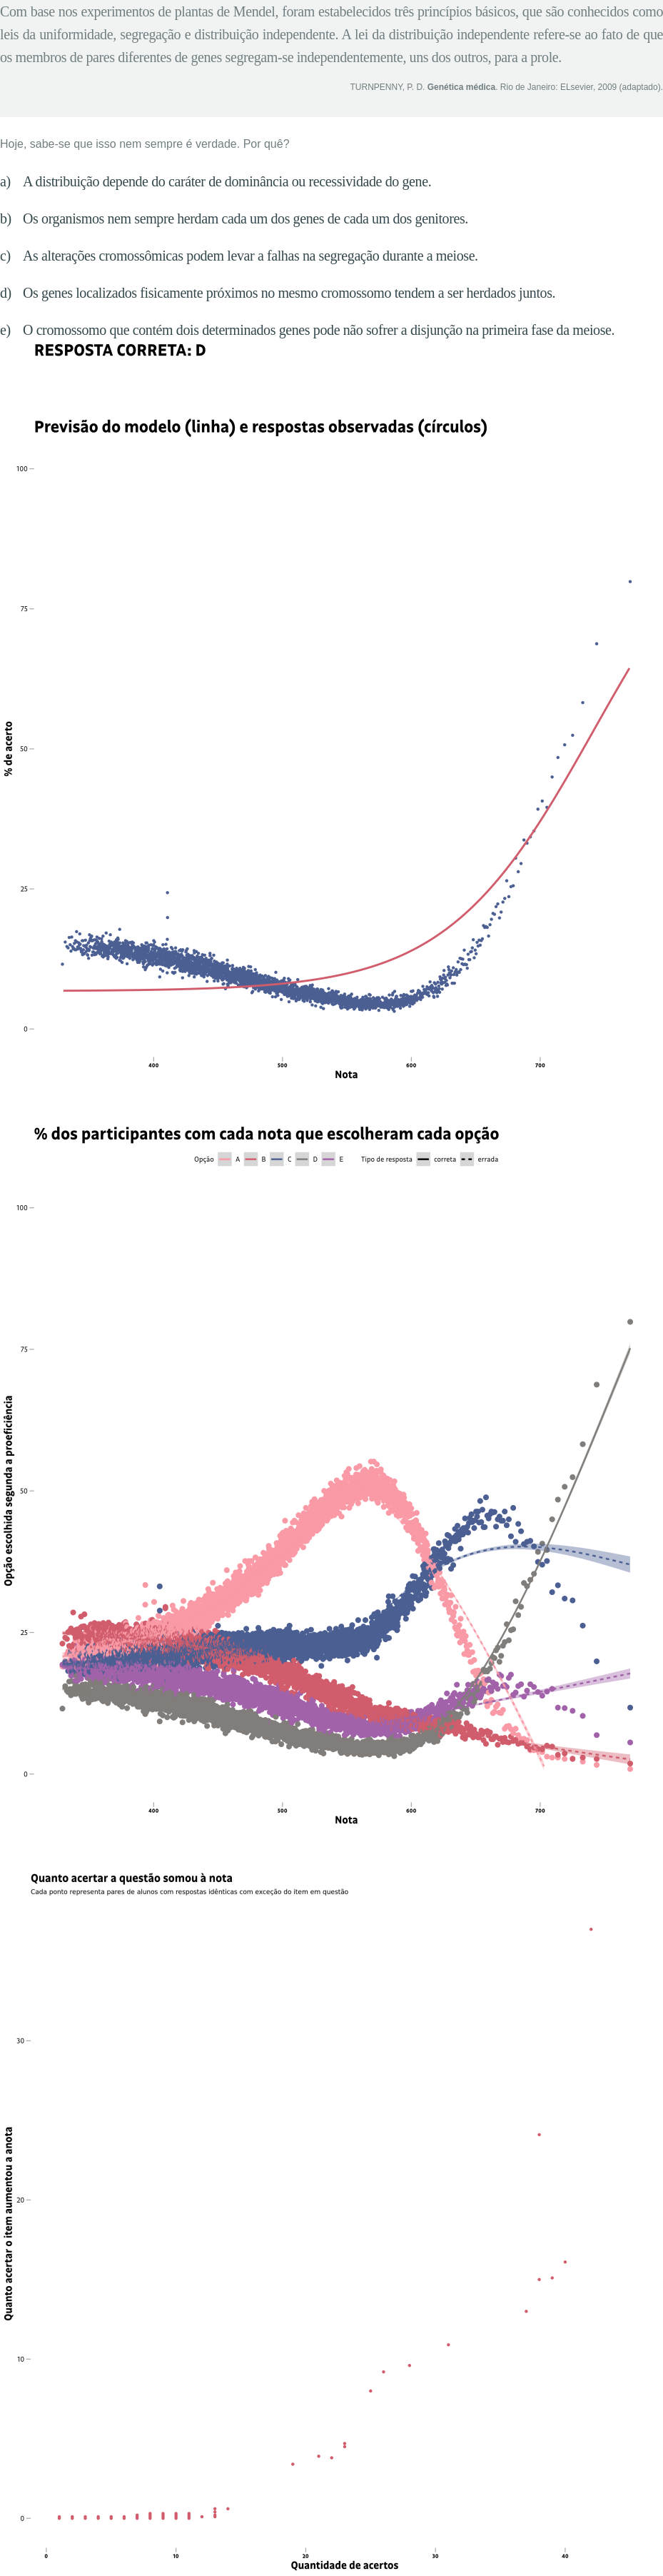 Com base nos experimentos de plantas de Mendel, foram estabelecidos três princípios básicos, que são conhecidos como
leis da uniformidade, segregação e distribuição independente. A lei da distribuição independente refere-se ao fato de que
os membros de pares diferentes de genes segregam-se independentemente, uns dos outros, para a prole.
TURNPENNY, P. D. Genética médica. Rio de Janeiro: ELsevier, 2009 (adaptado).
Hoje, sabe-se que isso nem sempre é verdade. Por quê?
a) A distribuição depende do caráter de dominância ou recessividade do gene.
b) Os organismos nem sempre herdam cada um dos genes de cada um dos genitores.
c) As alterações cromossômicas podem levar a falhas na segregação durante a meiose.
d) Os genes localizados fisicamente próximos no mesmo cromossomo tendem a ser herdados juntos.
e) O cromossomo que contém dois determinados genes pode não sofrer a disjunção na primeira fase da meiose.
RESPOSTA CORRETA: D
Previsão do modelo (linha) e respostas observadas (círculos)
100
75
50
25
0
% de acerto
400 500 600 700
Nota
% dos participantes com cada nota que escolheram cada opção
Opção A B C D E Tipo de resposta correta errada
100
75
50
25
0
Opção escolhida segunda a proeficiência
400 500 600 700
Nota
Quanto acertar a questão somou à nota
Cada ponto representa pares de alunos com respostas idênticas com exceção do item em questão
30
20
10
0
Quanto acertar o item aumentou a anota
0 10 20 30 40
Quantidade de acertos